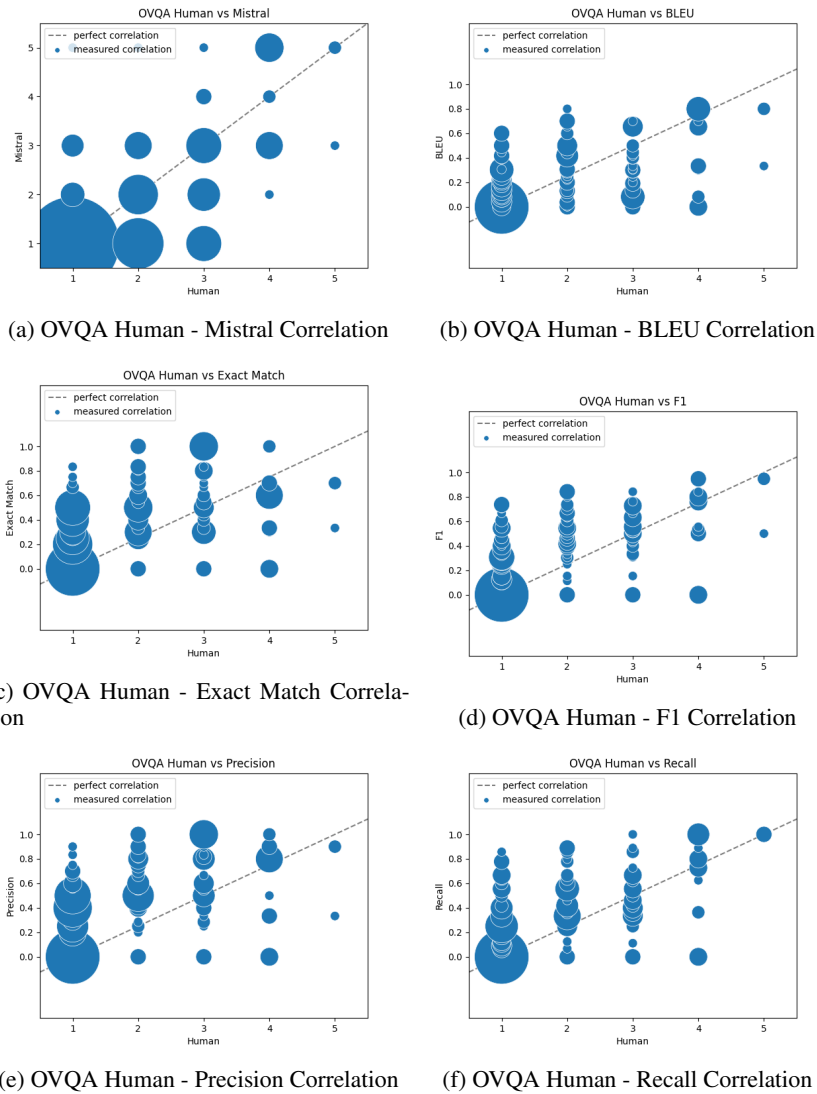 OVQA Human vs Mistral
perfect correlation
measured correlation
5
4
3
2
1
Mistral
1 2 3 4 5
Human
(a) OVQA Human - Mistral Correlation
OVQA Human vs BLEU
perfect correlation
measured correlation
1.0
0.8
0.6
0.4
0.2
0.0
BLEU
1 2 3 4 5
Human
(b) OVQA Human - BLEU Correlation
OVQA Human vs Exact Match
perfect correlation
measured correlation
1.0
0.8
0.6
0.4
0.2
0.0
Exact Match
1 2 3 4 5
Human
c) OVQA Human - Exact Match Correla-
on
OVQA Human vs F1
perfect correlation
measured correlation
1.0
0.8
0.6
0.4
0.2
0.0
F1
1 2 3 4 5
Human
(d) OVQA Human - F1 Correlation
OVQA Human vs Precision
perfect correlation
measured correlation
1.0
0.8
0.6
0.4
0.2
0.0
Precision
1 2 3 4 5
Human
(e) OVQA Human - Precision Correlation
OVQA Human vs Recall
perfect correlation
measured correlation
1.0
0.8
0.6
0.4
0.2
0.0
Recall
1 2 3 4 5
Human
(f) OVQA Human - Recall Correlation